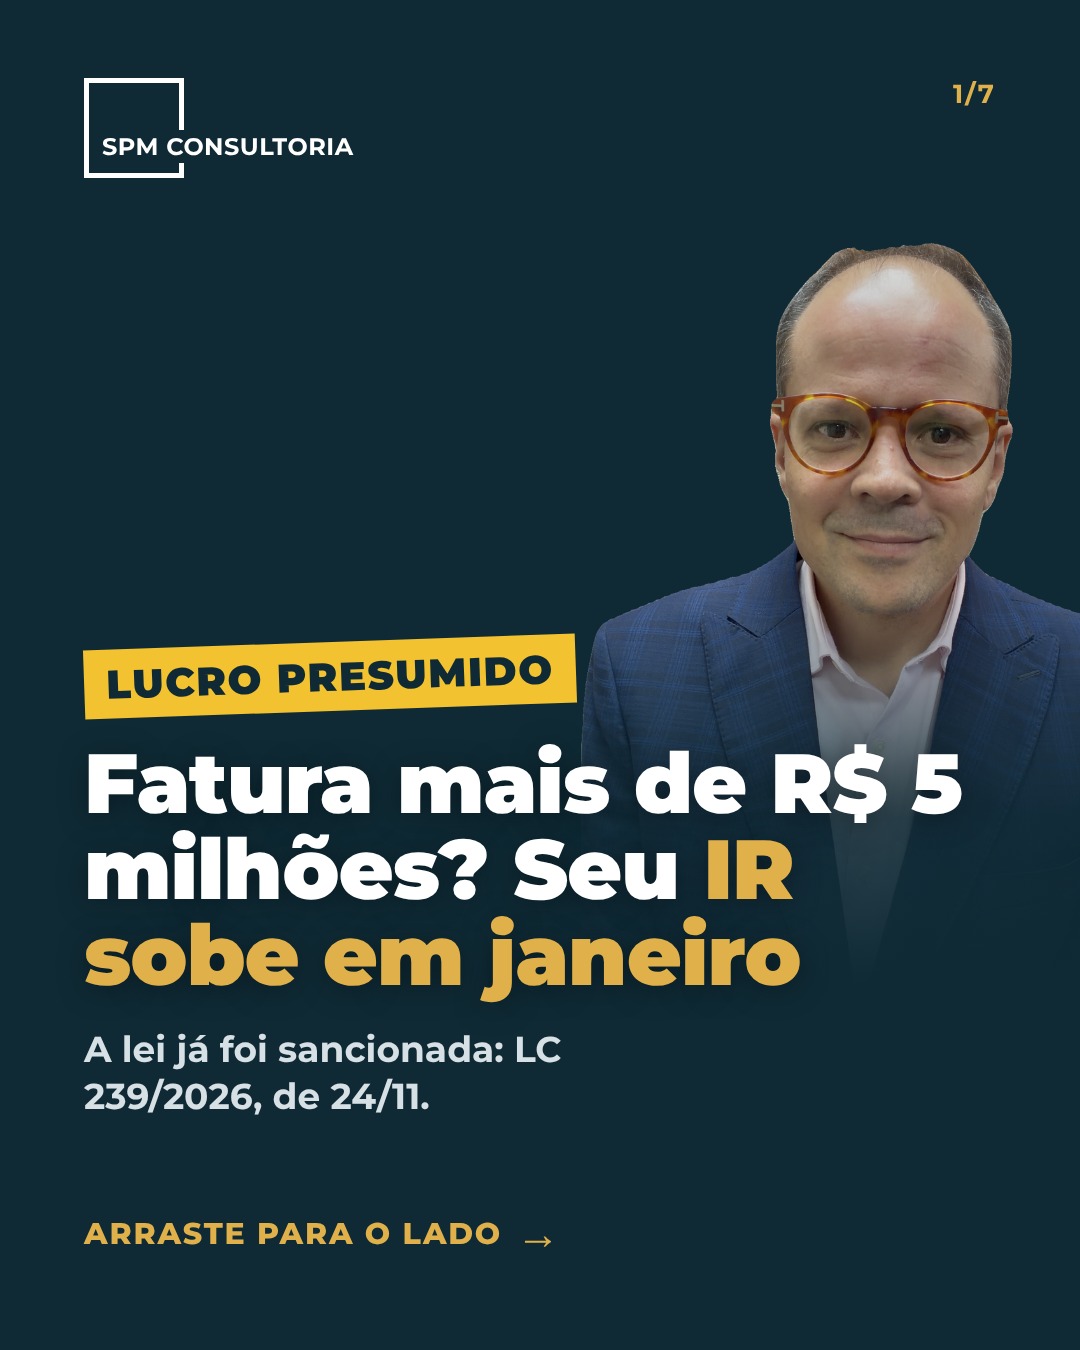 SPM CONSULTORIA
1/7
LUCRO PRESUMIDO
Fatura mais de R$ 5
milhões? Seu IR
sobe em janeiro
A lei já foi sancionada: LC
239/2026, de 24/11.
ARRASTE PARA O LADO →